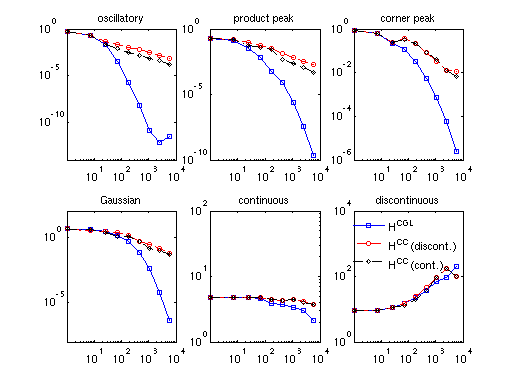 oscillatory
10^0
10^-5
10^-10
10^1 10^2 10^3 10^4
product peak
10^0
10^-5
10^-10
10^1 10^2 10^3 10^4
corner peak
10^0
10^-2
10^-4
10^-6
10^1 10^2 10^3 10^4
Gaussian
10^0
10^-5
10^1 10^2 10^3 10^4
continuous
10^2
10^1
10^0
10^1 10^2 10^3 10^4
discontinuous
10^4
10^2
10^0
H^CGL
H^CC (discont.)
H^CC (cont.)
10^1 10^2 10^3 10^4